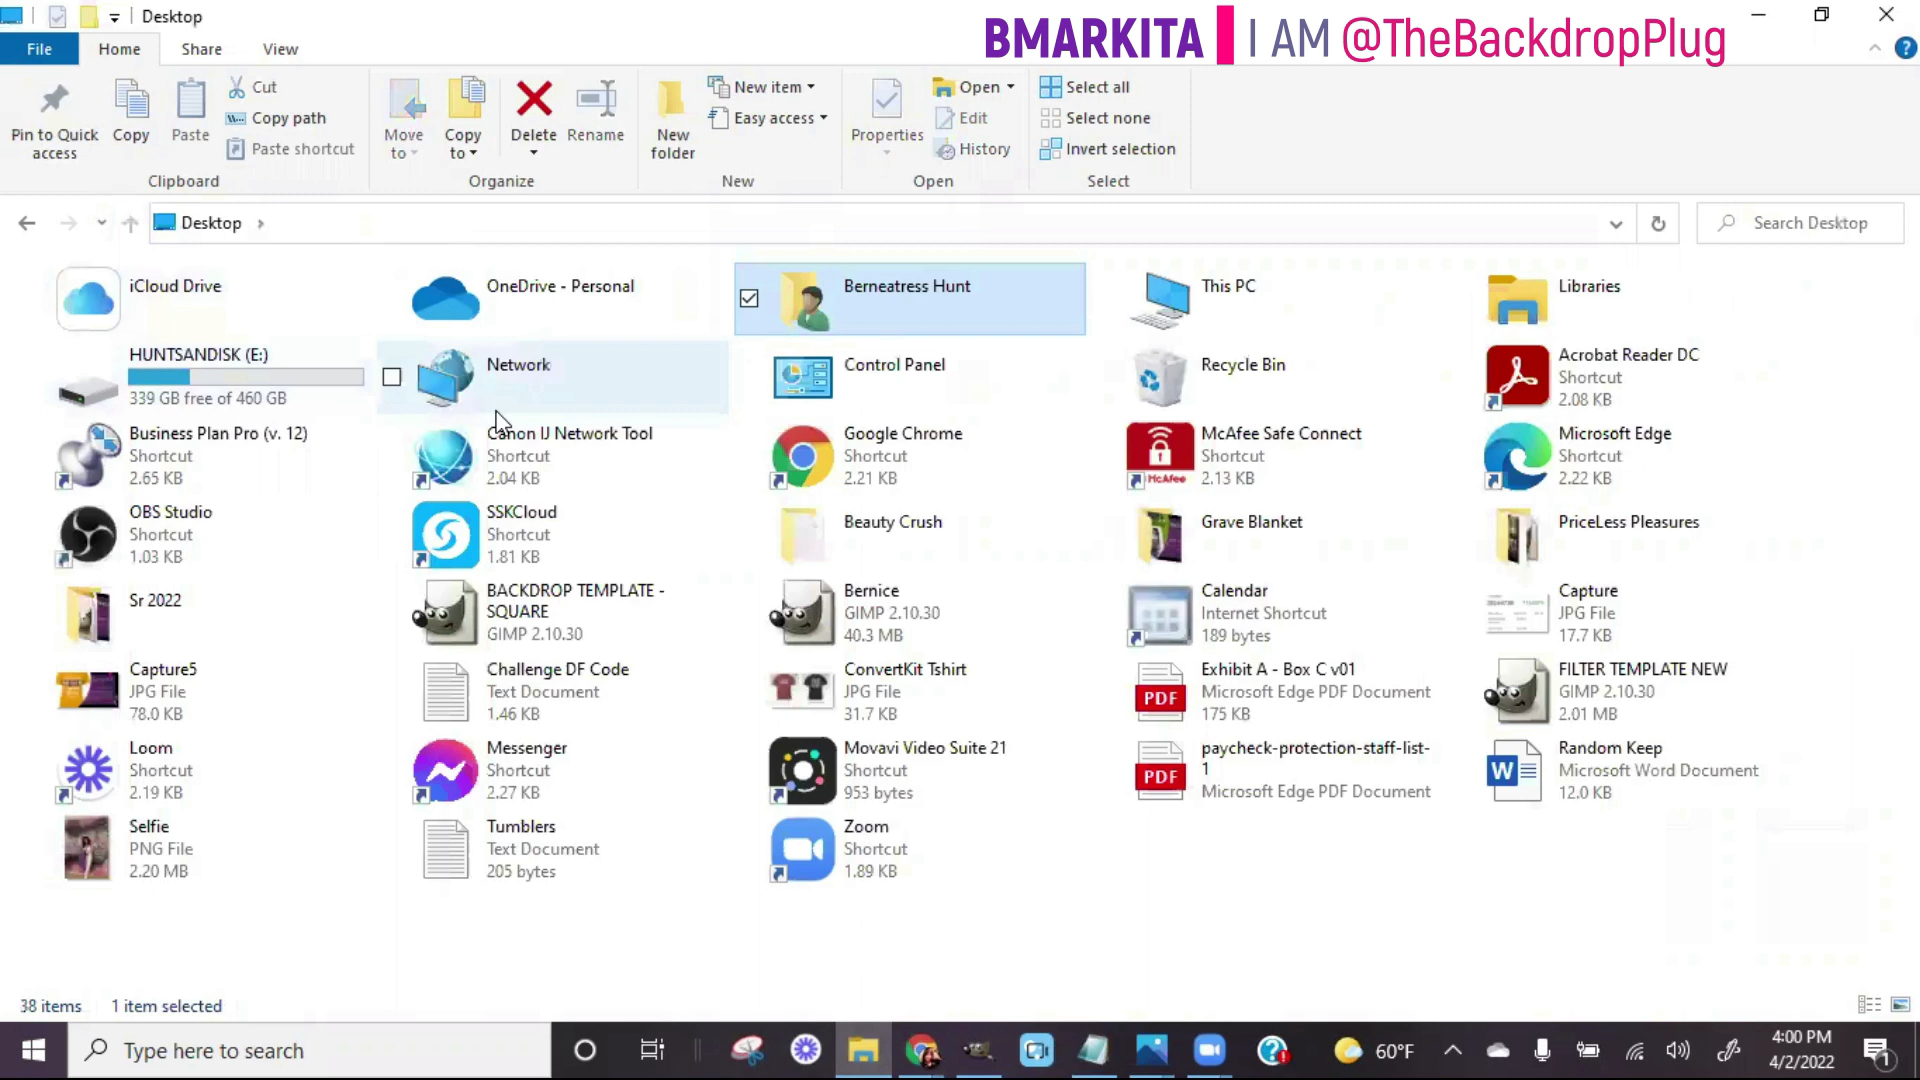 Desktop
BMARKITA I AM @TheBackdropPlug
File Home Share View
Pin to Quick access
Copy
Paste
Cut
Copy path
Paste shortcut
Move to
Copy to
Delete
Rename
New folder
New item
Easy access
Properties
Open
Edit
History
Select all
Select none
Invert selection
Clipboard Organize New Open Select
Desktop
Search Desktop
iCloud Drive
OneDrive - Personal
Berneatress Hunt
This PC
Libraries
HUNTSANDISK (E:)
339 GB free of 460 GB
Network
Control Panel
Recycle Bin
Acrobat Reader DC
Shortcut
2.08 KB
Business Plan Pro (v. 12)
Shortcut
2.65 KB
Canon IJ Network Tool
Shortcut
2.04 KB
Google Chrome
Shortcut
2.21 KB
McAfee
McAfee Safe Connect
Shortcut
2.13 KB
Microsoft Edge
Shortcut
2.22 KB
OBS Studio
Shortcut
1.03 KB
SSKCloud
Shortcut
1.81 KB
Beauty Crush
Grave Blanket
PriceLess Pleasures
Sr 2022
BACKDROP TEMPLATE -
SQUARE
GIMP 2.10.30
Bernice
GIMP 2.10.30
40.3 MB
Calendar
Internet Shortcut
189 bytes
Capture
JPG File
17.7 KB
Capture5
JPG File
78.0 KB
Challenge DF Code
Text Document
1.46 KB
ConvertKit Tshirt
JPG File
31.7 KB
PDF
Exhibit A - Box C v01
Microsoft Edge PDF Document
175 KB
FILTER TEMPLATE NEW
GIMP 2.10.30
2.01 MB
Loom
Shortcut
2.19 KB
Messenger
Shortcut
2.27 KB
Movavi Video Suite 21
Shortcut
953 bytes
PDF
paycheck-protection-staff-list-
1
Microsoft Edge PDF Document
W
Random Keep
Microsoft Word Document
12.0 KB
Selfie
PNG File
2.20 MB
Tumblers
Text Document
205 bytes
Zoom
Shortcut
1.89 KB
38 items 1 item selected
Type here to search
60°F
4:00 PM
4/2/2022
1